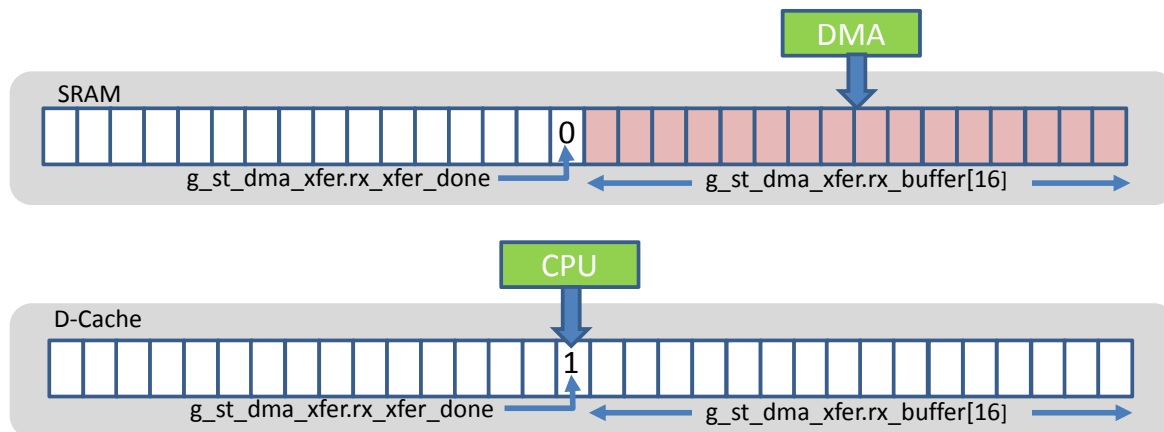 DMA
SRAM
0
g_st_dma_xfer.rx_xfer_done
g_st_dma_xfer.rx_buffer[16]
CPU
D-Cache
1
g_st_dma_xfer.rx_xfer_done
g_st_dma_xfer.rx_buffer[16]